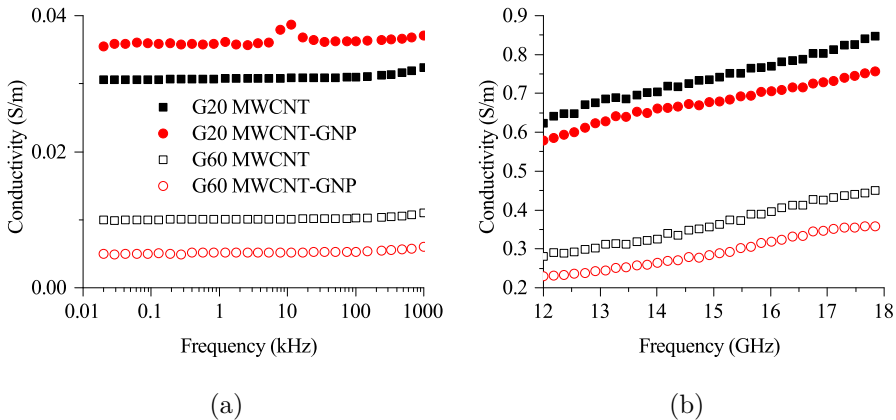 0.04
0.02
0.00
Conductivity (S/m)
G20 MWCNT
G20 MWCNT-GNP
G60 MWCNT
G60 MWCNT-GNP
0.01 0.1 1 10 100 1000
Frequency (kHz)
(a)
0.9
0.8
0.7
0.6
0.5
0.4
0.3
0.2
Conductivity (S/m)
12 13 14 15 16 17 18
Frequency (GHz)
(b)